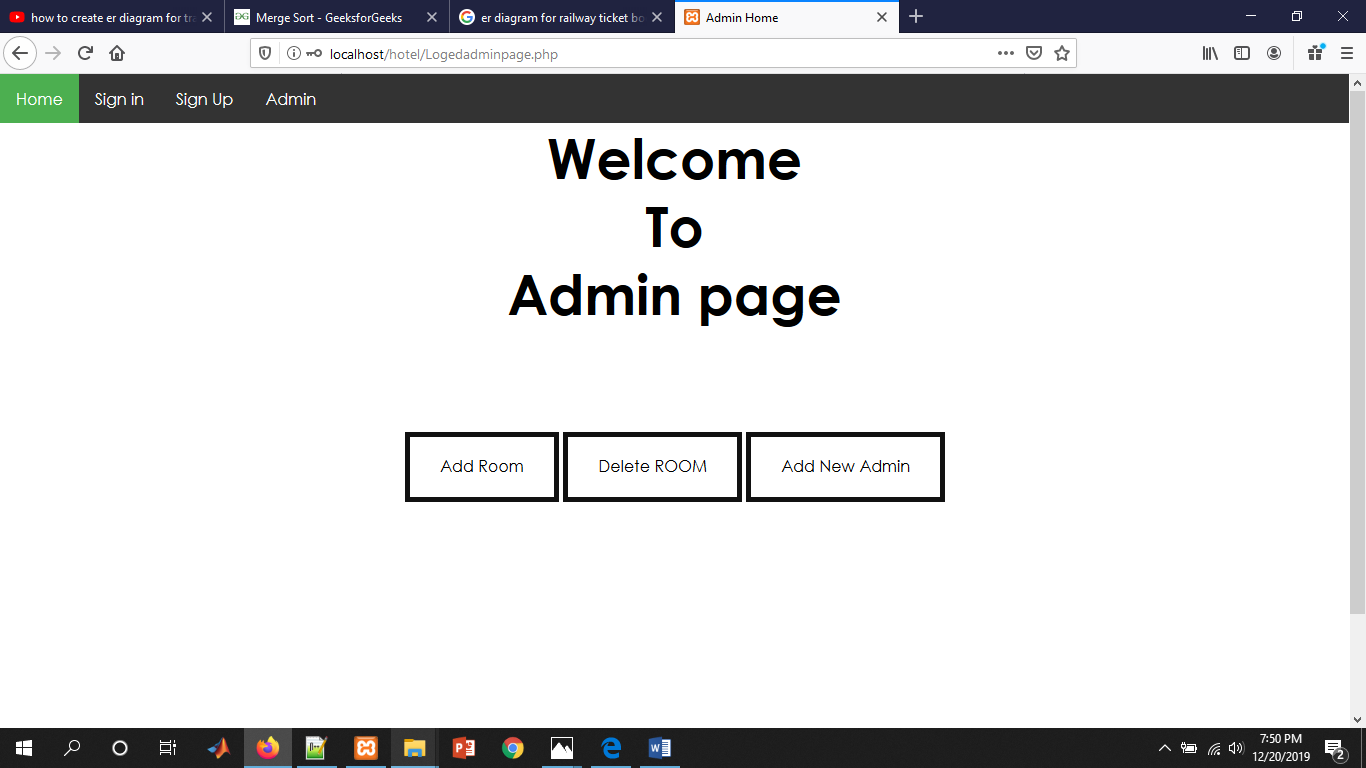 how to create er diagram for tra
Merge Sort - GeeksforGeeks
er diagram for railway ticket bo
Admin Home
localhost/hotel/Logedadminpage.php
Home Sign in Sign Up Admin
Welcome
To
Admin page
Add Room Delete ROOM Add New Admin
7:50 PM
12/20/2019
2